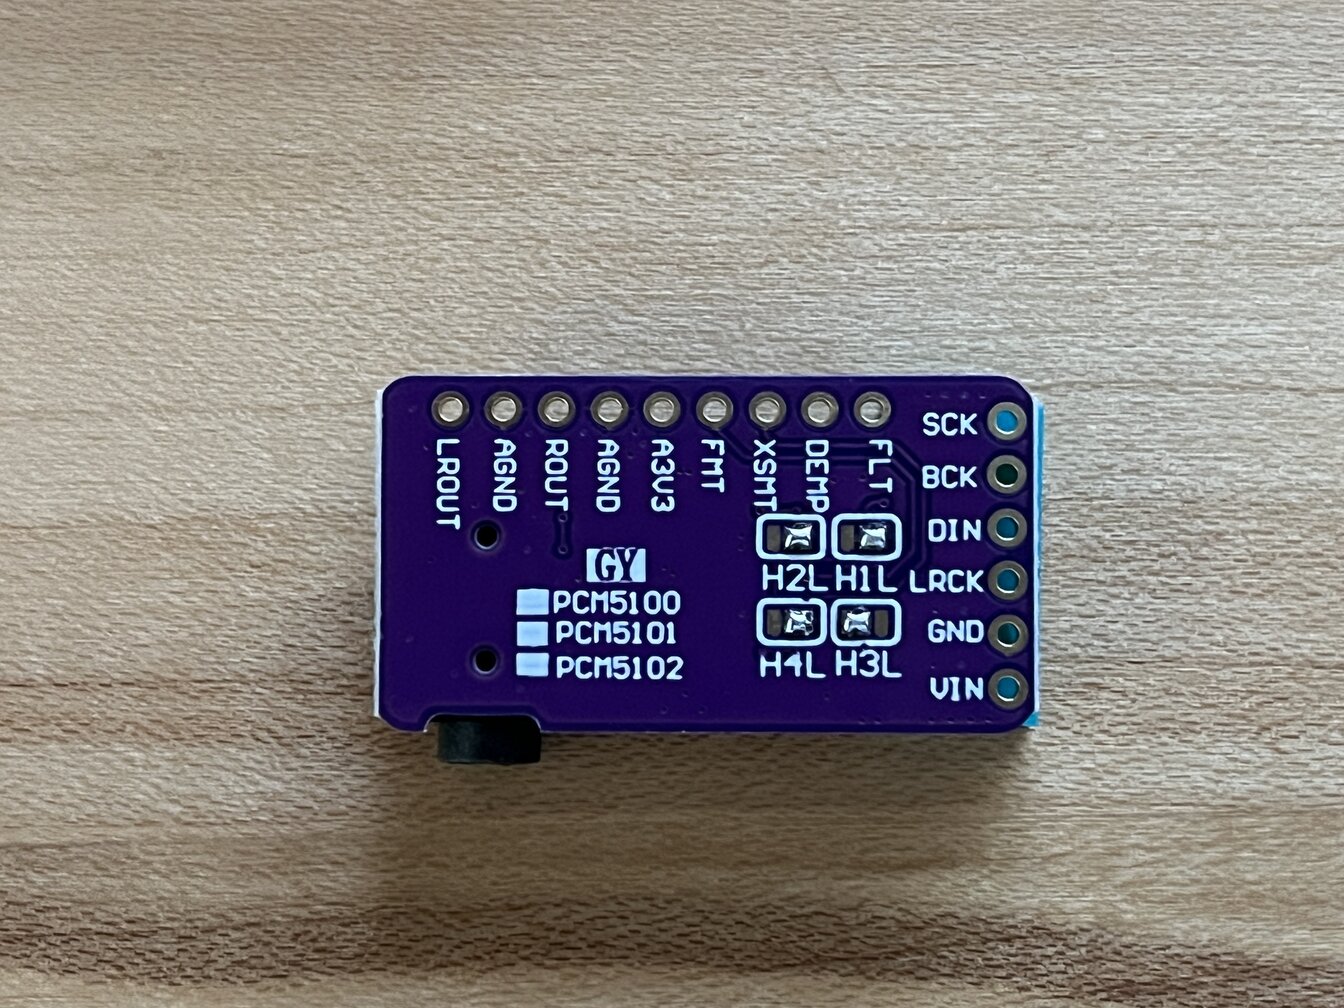 LROUT
AGND
ROUT
AGND
A3V3
FMT
XSMT
DEMP
FLT
SCK
BCK
DIN
LRCK
GND
VIN
H2L H1L
H4L H3L
GY
PCM5100
PCM5101
PCM5102